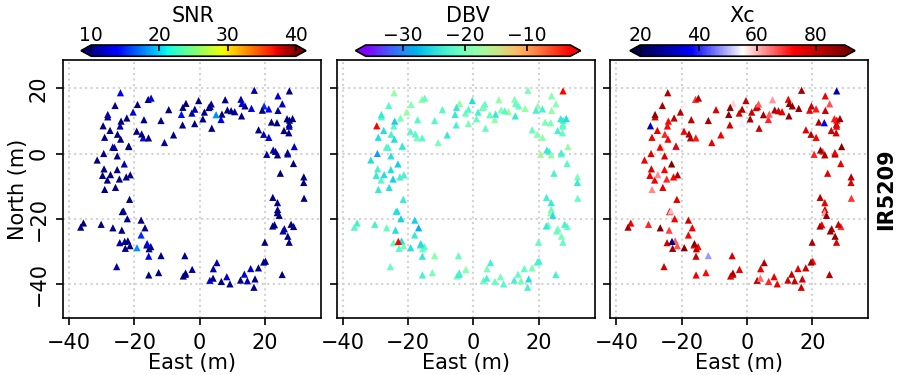 SNR DBV Xc
10 20 30 40 −30 −20 −10 20 40 60 80
20
0
−20
−40
North (m)
−40 −20 0 20 −40 −20 0 20 −40 −20 0 20
East (m) East (m) East (m)
IR5209